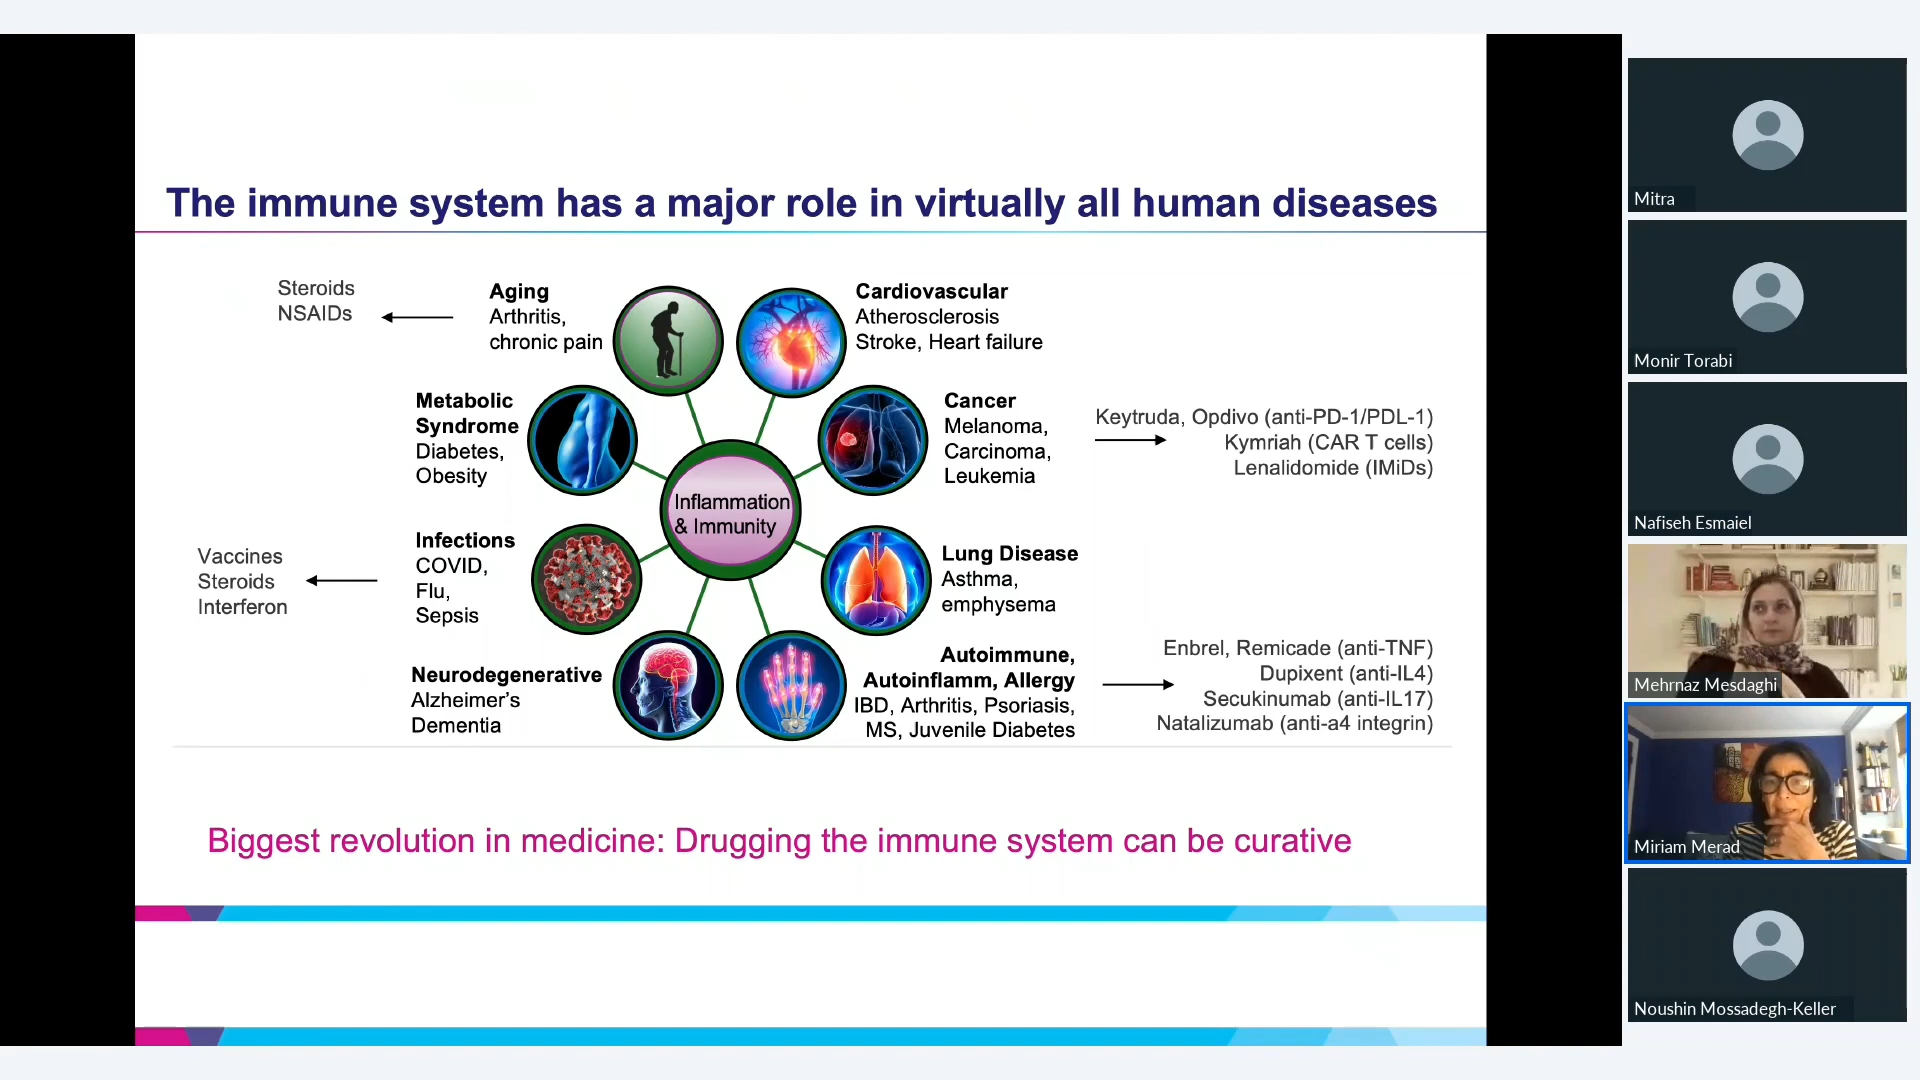 The immune system has a major role in virtually all human diseases
Steroids
NSAIDs
Aging
Arthritis,
chronic pain
Cardiovascular
Atherosclerosis
Stroke, Heart failure
Metabolic
Syndrome
Diabetes,
Obesity
Cancer
Melanoma,
Carcinoma,
Leukemia
Keytruda, Opdivo (anti-PD-1/PDL-1)
Kymriah (CAR T cells)
Lenalidomide (IMiDs)
Inflammation
& Immunity
Vaccines
Steroids
Interferon
Infections
COVID,
Flu,
Sepsis
Lung Disease
Asthma,
emphysema
Neurodegenerative
Alzheimer’s
Dementia
Autoimmune,
Autoinflamm, Allergy
IBD, Arthritis, Psoriasis,
MS, Juvenile Diabetes
Enbrel, Remicade (anti-TNF)
Dupixent (anti-IL4)
Secukinumab (anti-IL17)
Natalizumab (anti-a4 integrin)
Biggest revolution in medicine: Drugging the immune system can be curative
Mitra
Monir Torabi
Nafiseh Esmaiel
Mehrnaz Mesdaghi
Miriam Merad
Noushin Mossadegh-Keller